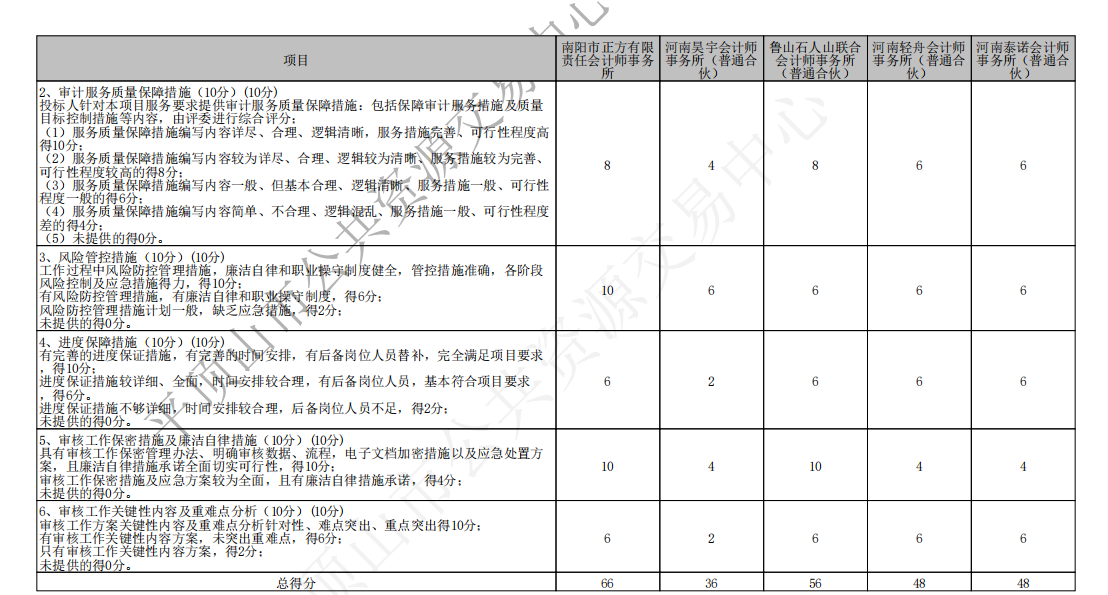 项目
南阳市正方有限
责任会计师事务
所
河南昊宇会计师
事务所（普通合
伙）
鲁山石人山联合
会计师事务所
（普通合伙）
河南轻舟会计师
事务所（普通合
伙）
河南泰诺会计师
事务所（普通合
伙）
2、审计服务质量保障措施（10分）(10分)
投标人针对本项目服务要求提供审计服务质量保障措施：包括保障审计服务措施及质量
目标控制措施等内容，由评委进行综合评分；
（1）服务质量保障措施编写内容详尽、合理、逻辑清晰，服务措施完善、可行性程度高
得10分；
（2）服务质量保障措施编写内容较为详尽、合理、逻辑较为清晰、服务措施较为完善、
可行性程度较高的得8分；
（3）服务质量保障措施编写内容一般、但基本合理、逻辑清晰、服务措施一般、可行性
程度一般的得6分；
（4）服务质量保障措施编写内容简单、不合理、逻辑混乱、服务措施一般、可行性程度
差的得4分；
（5）未提供的得0分。
8 4 8 6 6
3、风险管控措施（10分）(10分)
工作过程中风险防控管理措施，廉洁自律和职业操守制度健全，管控措施准确，各阶段
风险控制及应急措施得力，得10分；
有风险防控管理措施，有廉洁自律和职业操守制度，得6分；
风险防控管理措施计划一般，缺乏应急措施，得2分；
未提供的得0分。
10 6 6 6 6
4、进度保障措施（10分）(10分)
有完善的进度保证措施，有完善的时间安排，有后备岗位人员替补，完全满足项目要求
，得10分；
进度保证措施较详细、全面，时间安排较合理，有后备岗位人员，基本符合项目要求
，得6分。
进度保证措施不够详细，时间安排较合理，后备岗位人员不足，得2分；
未提供的得0分。
6 2 6 6 6
5、审核工作保密措施及廉洁自律措施（10分）(10分)
具有审核工作保密管理办法、明确审核数据、流程，电子文档加密措施以及应急处置方
案，且廉洁自律措施承诺全面切实可行性，得10分；
审核工作保密措施及应急方案较为全面，且有廉洁自律措施承诺，得4分；
未提供的得0分。
10 4 10 4 4
6、审核工作关键性内容及重难点分析（10分）(10分)
审核工作方案关键性内容及重难点分析针对性、难点突出、重点突出得10分；
有审核工作关键性内容方案，未突出重难点，得6分；
只有审核工作关键性内容方案，得2分；
未提供的得0分。
6 2 6 6 6
总得分 66 36 56 48 48
平顶山市公共资源交易中心
顶山市公共资源交易中心